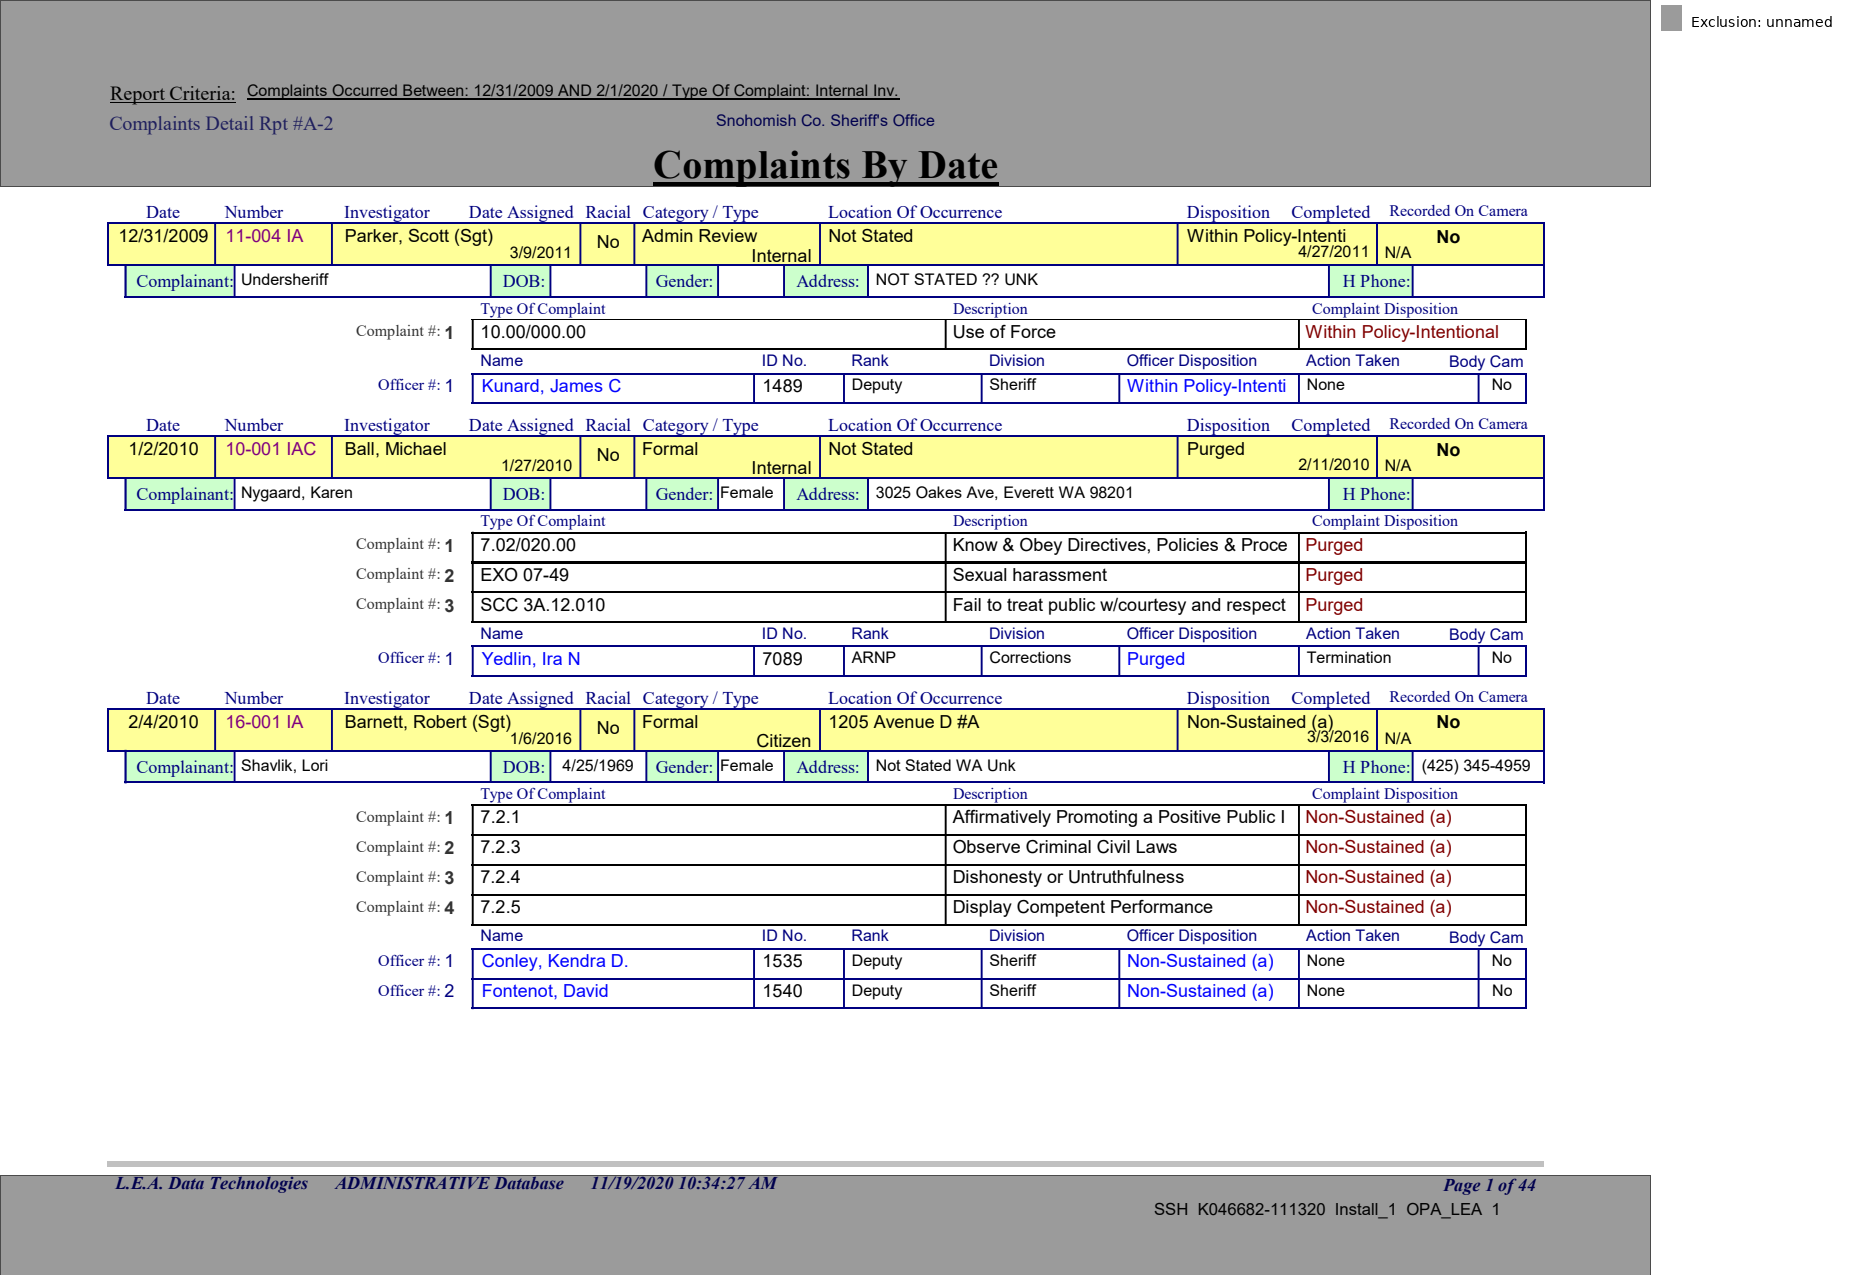 Exclusion: unnamed
Report Criteria: Complaints Occurred Between: 12/31/2009 AND 2/1/2020 / Type Of Complaint: Internal Inv.
Complaints Detail Rpt #A-2 Snohomish Co. Sheriff's Office
Complaints By Date
Date Number Investigator Date Assigned Racial Category / Type Location Of Occurrence Disposition Completed Recorded On Camera
12/31/2009 11-004 IA Parker, Scott (Sgt) 3/9/2011 No Admin Review Internal Not Stated Within Policy-Intenti 4/27/2011 N/A No
Complainant: Undersheriff DOB: Gender: Address: NOT STATED ?? UNK H Phone:
Type Of Complaint Description Complaint Disposition
Complaint #: 1 10.00/000.00 Use of Force Within Policy-Intentional
Name ID No. Rank Division Officer Disposition Action Taken Body Cam
Officer #: 1 Kunard, James C 1489 Deputy Sheriff Within Policy-Intenti None No
Date Number Investigator Date Assigned Racial Category / Type Location Of Occurrence Disposition Completed Recorded On Camera
1/2/2010 10-001 IAC Ball, Michael 1/27/2010 No Formal Internal Not Stated Purged 2/11/2010 N/A No
Complainant: Nygaard, Karen DOB: Gender: Female Address: 3025 Oakes Ave, Everett WA 98201 H Phone:
Type Of Complaint Description Complaint Disposition
Complaint #: 1 7.02/020.00 Know & Obey Directives, Policies & Proce Purged
Complaint #: 2 EXO 07-49 Sexual harassment Purged
Complaint #: 3 SCC 3A.12.010 Fail to treat public w/courtesy and respect Purged
Name ID No. Rank Division Officer Disposition Action Taken Body Cam
Officer #: 1 Yedlin, Ira N 7089 ARNP Corrections Purged Termination No
Date Number Investigator Date Assigned Racial Category / Type Location Of Occurrence Disposition Completed Recorded On Camera
2/4/2010 16-001 IA Barnett, Robert (Sgt) 1/6/2016 No Formal Citizen 1205 Avenue D #A Non-Sustained (a) 3/3/2016 N/A No
Complainant: Shavlik, Lori DOB: 4/25/1969 Gender: Female Address: Not Stated WA Unk H Phone: (425) 345-4959
Type Of Complaint Description Complaint Disposition
Complaint #: 1 7.2.1 Affirmatively Promoting a Positive Public I Non-Sustained (a)
Complaint #: 2 7.2.3 Observe Criminal Civil Laws Non-Sustained (a)
Complaint #: 3 7.2.4 Dishonesty or Untruthfulness Non-Sustained (a)
Complaint #: 4 7.2.5 Display Competent Performance Non-Sustained (a)
Name ID No. Rank Division Officer Disposition Action Taken Body Cam
Officer #: 1 Conley, Kendra D. 1535 Deputy Sheriff Non-Sustained (a) None No
Officer #: 2 Fontenot, David 1540 Deputy Sheriff Non-Sustained (a) None No
L.E.A. Data Technologies ADMINISTRATIVE Database 11/19/2020 10:34:27 AM Page 1 of 44
SSH K046682-111320 Install_1 OPA_LEA 1